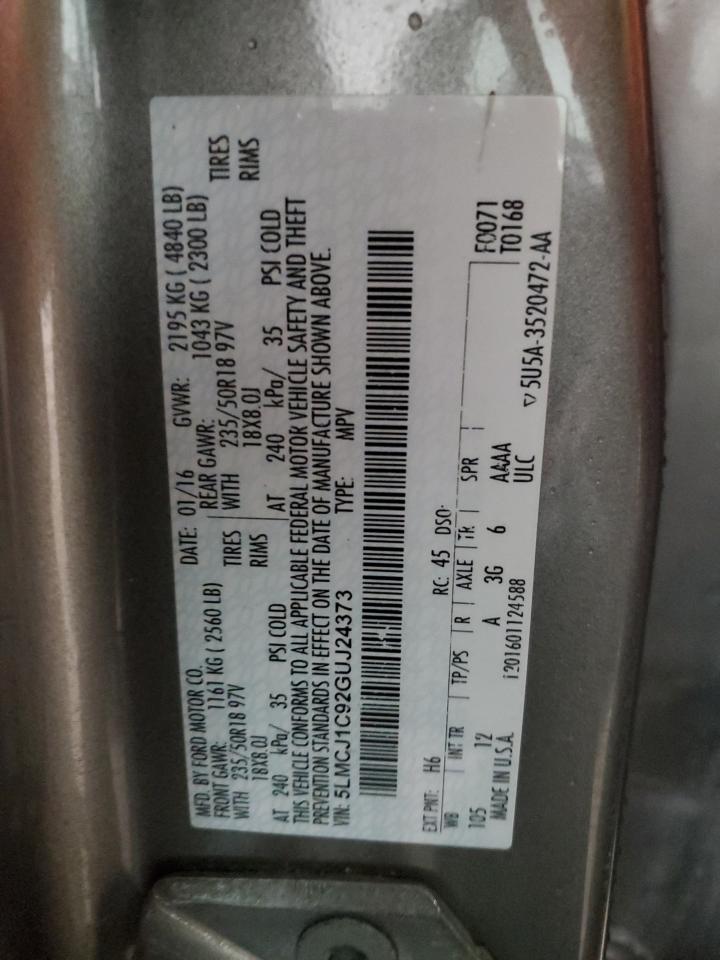 MFD. BY FORD MOTOR CO.
DATE: 01/16 GVWR: 2195 KG ( 4840 LB)
FRONT GAWR: 1161 KG ( 2560 LB) REAR GAWR: 1043 KG ( 2300 LB)
WITH 235/50R18 97V TIRES WITH 235/50R18 97V TIRES
18X8.0J RIMS 18X8.0J RIMS
AT 240 kPa/ 35 PSI COLD AT 240 kPa/ 35 PSI COLD
THIS VEHICLE CONFORMS TO ALL APPLICABLE FEDERAL MOTOR VEHICLE SAFETY AND THEFT
PREVENTION STANDARDS IN EFFECT ON THE DATE OF MANUFACTURE SHOWN ABOVE.
VIN: 5LMCJ1C92GUJ24373 TYPE: MPV
EXT PNT: H6 RC: 45 DSO:
WB INT TR TP/PS R AXLE TR SPR F0071
105 12 A 3G 6 AAAA T0168
MADE IN U.S.A. i201601124588 ULC ▽5U5A-3520472-AA